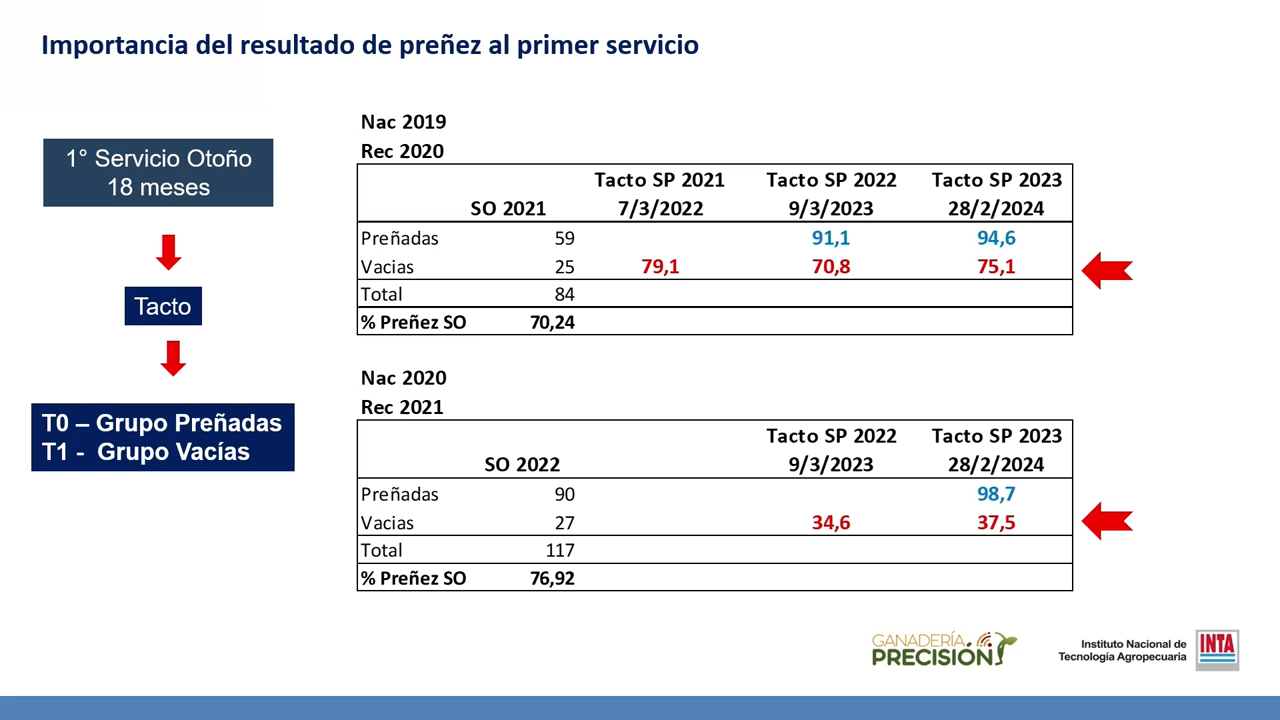 Importancia del resultado de preñez al primer servicio
1° Servicio Otoño
18 meses
Tacto
T0 – Grupo Preñadas
T1 - Grupo Vacías
Nac 2019
Rec 2020
Tacto SP 2021 Tacto SP 2022 Tacto SP 2023
SO 2021 7/3/2022 9/3/2023 28/2/2024
Preñadas 59 91,1 94,6
Vacias 25 79,1 70,8 75,1
Total 84
% Preñez SO 70,24
Nac 2020
Rec 2021
Tacto SP 2022 Tacto SP 2023
SO 2022 9/3/2023 28/2/2024
Preñadas 90 98,7
Vacias 27 34,6 37,5
Total 117
% Preñez SO 76,92
GANADERÍA
PRECISIÓN
Instituto Nacional de
Tecnología Agropecuaria
INTA